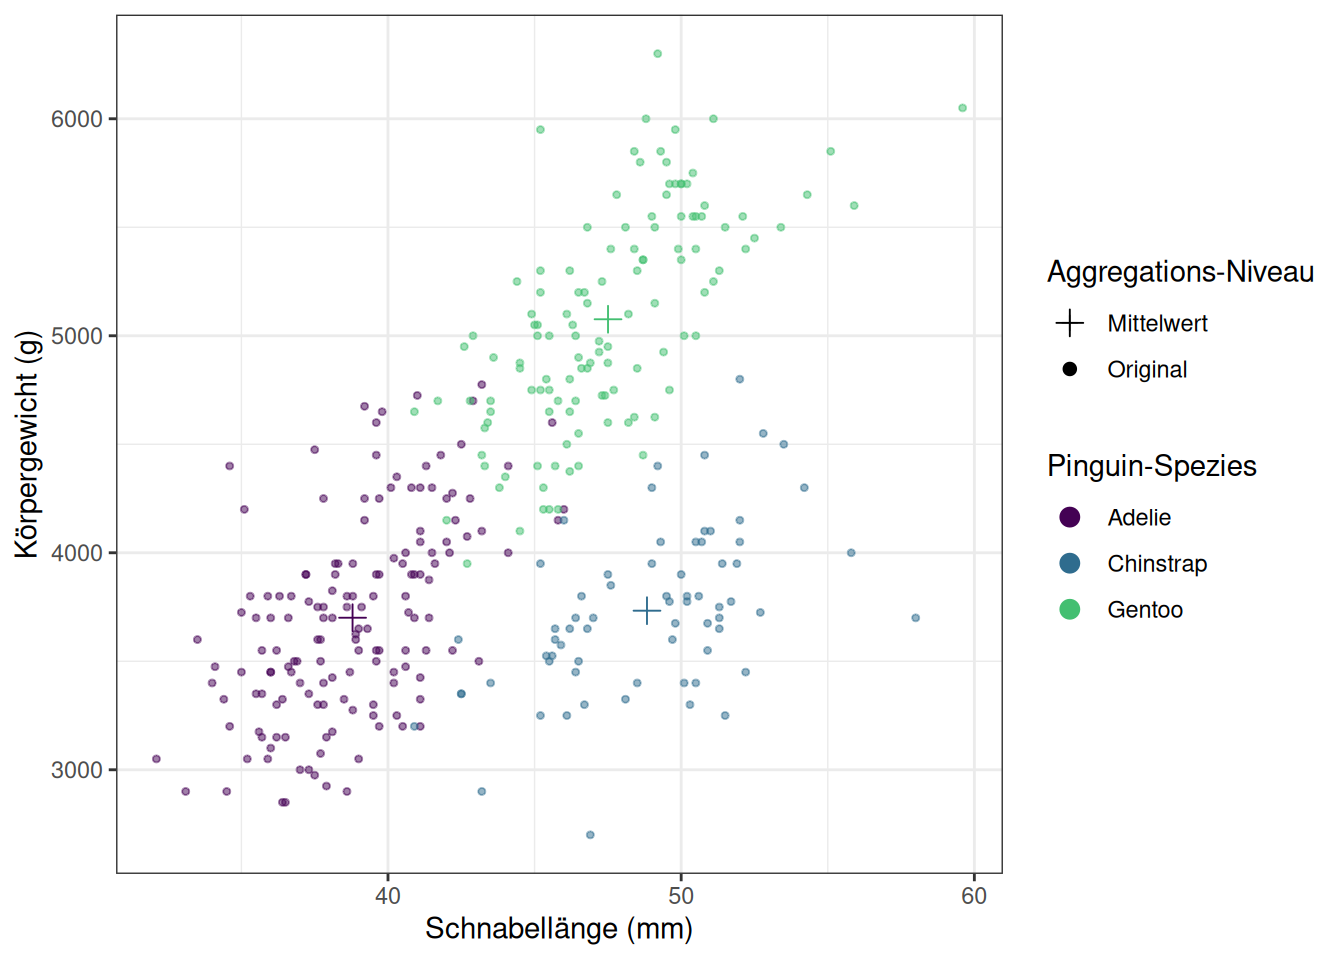 Körpergewicht (g)
6000
5000
4000
3000
40
50
60
Schnabellänge (mm)
Aggregations-Niveau
Mittelwert
Original
Pinguin-Spezies
Adelie
Chinstrap
Gentoo